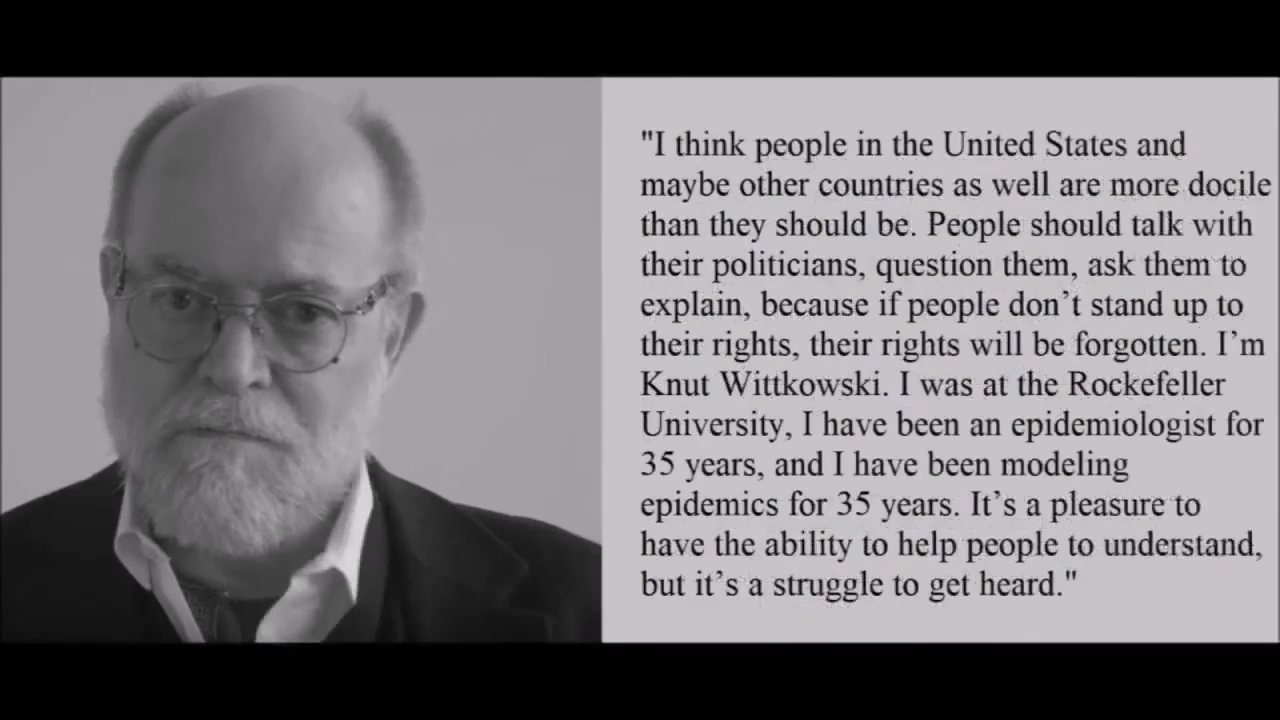 "I think people in the United States and
maybe other countries as well are more docile
than they should be. People should talk with
their politicians, question them, ask them to
explain, because if people don’t stand up to
their rights, their rights will be forgotten. I’m
Knut Wittkowski. I was at the Rockefeller
University, I have been an epidemiologist for
35 years, and I have been modeling
epidemics for 35 years. It’s a pleasure to
have the ability to help people to understand,
but it’s a struggle to get heard."